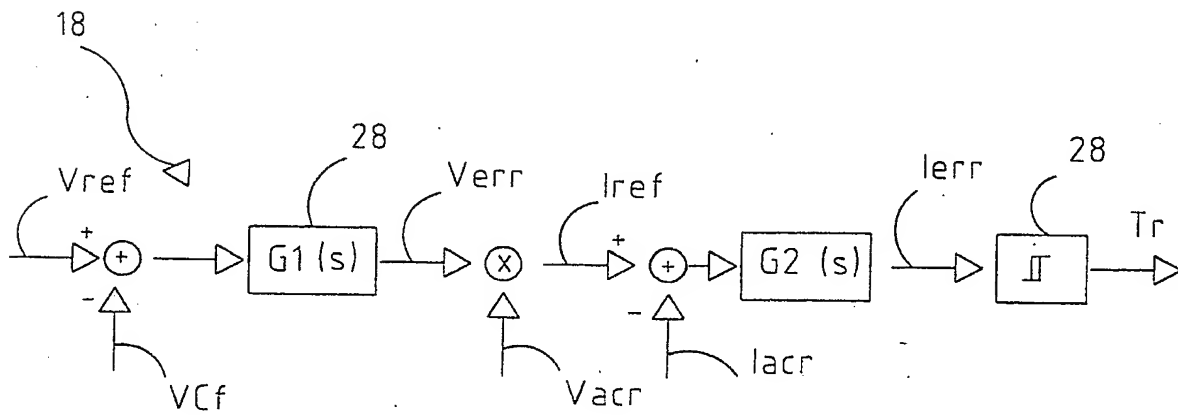 18
28
28
Vref
Verr
Iref
Ierr
Tr
+
+
G1 (s)
X
+
+
G2 (s)
-
-
VCf
Vacr
Iacr